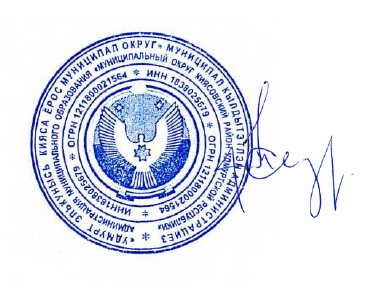 "УДМУРТ ЭЛЬКУНЫСЬ КИЯСА ЁРОС МУНИЦИПАЛ ОКРУГ" МУНИЦИПАЛ КЫЛДЫТЭТЛЭН АДМИНИСТРАЦИЕЗ
АДМИНИСТРАЦИЯ МУНИЦИПАЛЬНОГО ОБРАЗОВАНИЯ "МУНИЦИПАЛЬНЫЙ ОКРУГ КИЯСОВСКИЙ РАЙОН УДМУРТСКОЙ РЕСПУБЛИКИ"
* ИНН 1839025679 * ОГРН 1211800021564 * ИНН 1839025679 * ОГРН 1211800021564